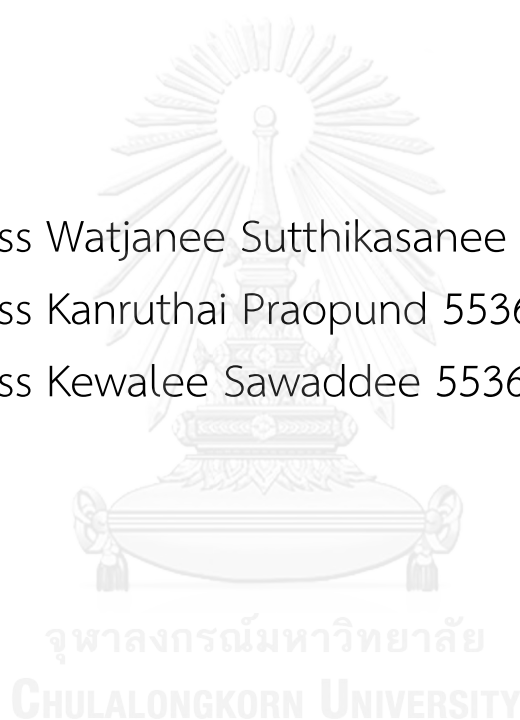 ss Watjanee Sutthikasanee
ss Kanruthai Praopund 5536
ss Kewalee Sawaddee 5536
จุฬาลงกรณ์มหาวิทยาลัย
CHULALONGKORN UNIVERSITY